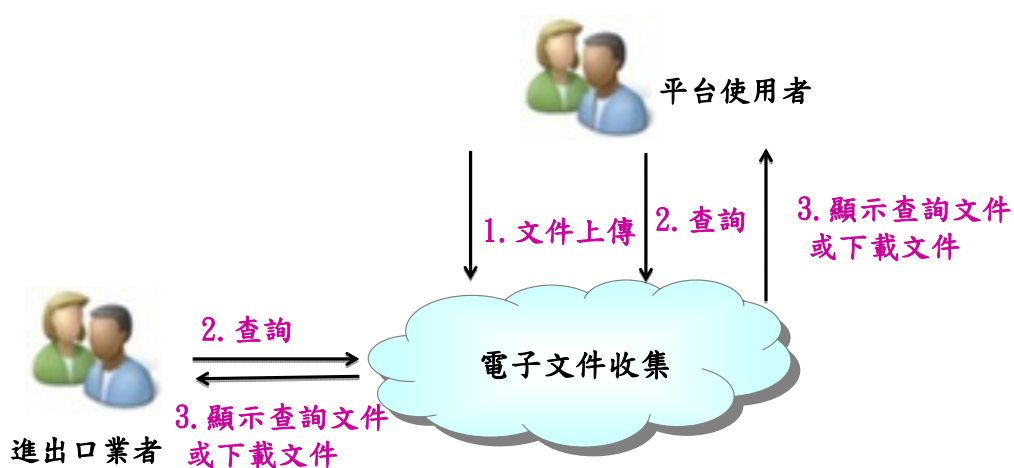 平台使用者
1.文件上傳
2.查詢
3.顯示查詢文件
或下載文件
2.查詢
電子文件收集
3.顯示查詢文件
或下載文件
進出口業者